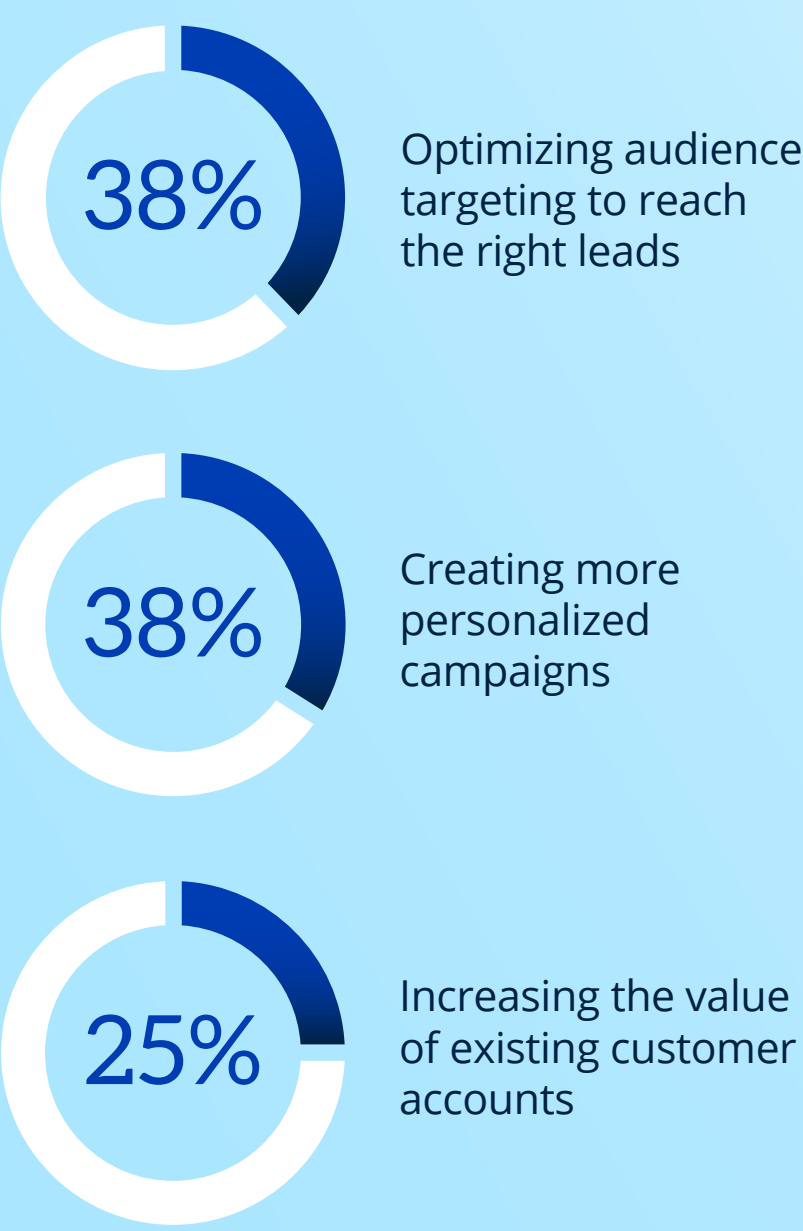 38%
Optimizing audience
targeting to reach
the right leads
38%
Creating more
personalized
campaigns
25%
Increasing the value
of existing customer
accounts